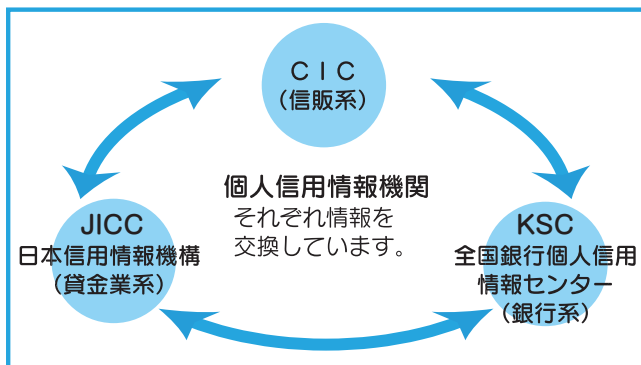 CIC
(信販系)
個人信用情報機関
それぞれ情報を
交換しています。
JICC
日本信用情報機構
(貸金業系)
KSC
全国銀行個人信用
情報センター
(銀行系)